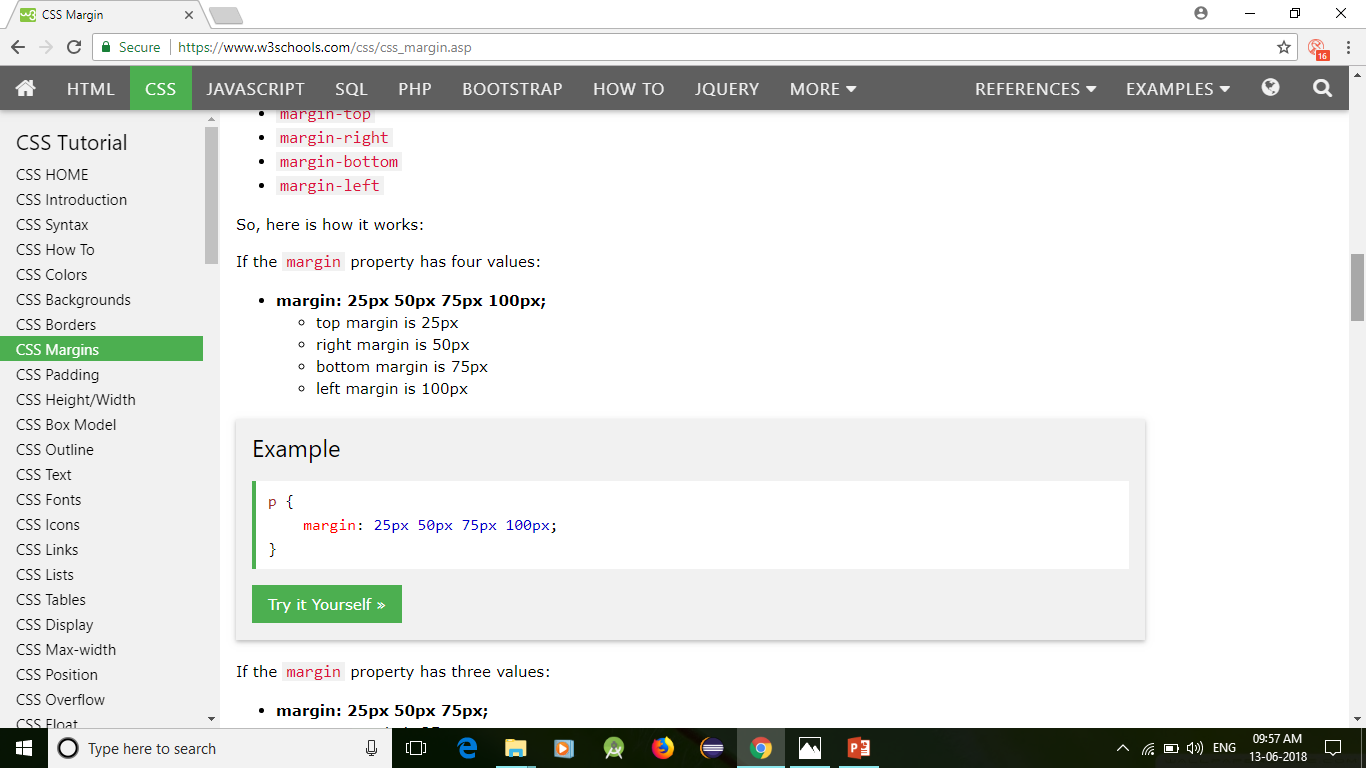 CSS Margin
Secure https://www.w3schools.com/css/css_margin.asp
16
HTML CSS JAVASCRIPT SQL PHP BOOTSTRAP HOW TO JQUERY MORE REFERENCES EXAMPLES
CSS Tutorial
CSS HOME
CSS Introduction
CSS Syntax
CSS How To
CSS Colors
CSS Backgrounds
CSS Borders
CSS Margins
CSS Padding
CSS Height/Width
CSS Box Model
CSS Outline
CSS Text
CSS Fonts
CSS Icons
CSS Links
CSS Lists
CSS Tables
CSS Display
CSS Max-width
CSS Position
CSS Overflow
CSS Float
margin-top
margin-right
margin-bottom
margin-left
So, here is how it works:
If the margin property has four values:
margin: 25px 50px 75px 100px;
top margin is 25px
right margin is 50px
bottom margin is 75px
left margin is 100px
Example
p {
margin: 25px 50px 75px 100px;
}
Try it Yourself »
If the margin property has three values:
margin: 25px 50px 75px;
Type here to search
ENG
09:57 AM
13-06-2018